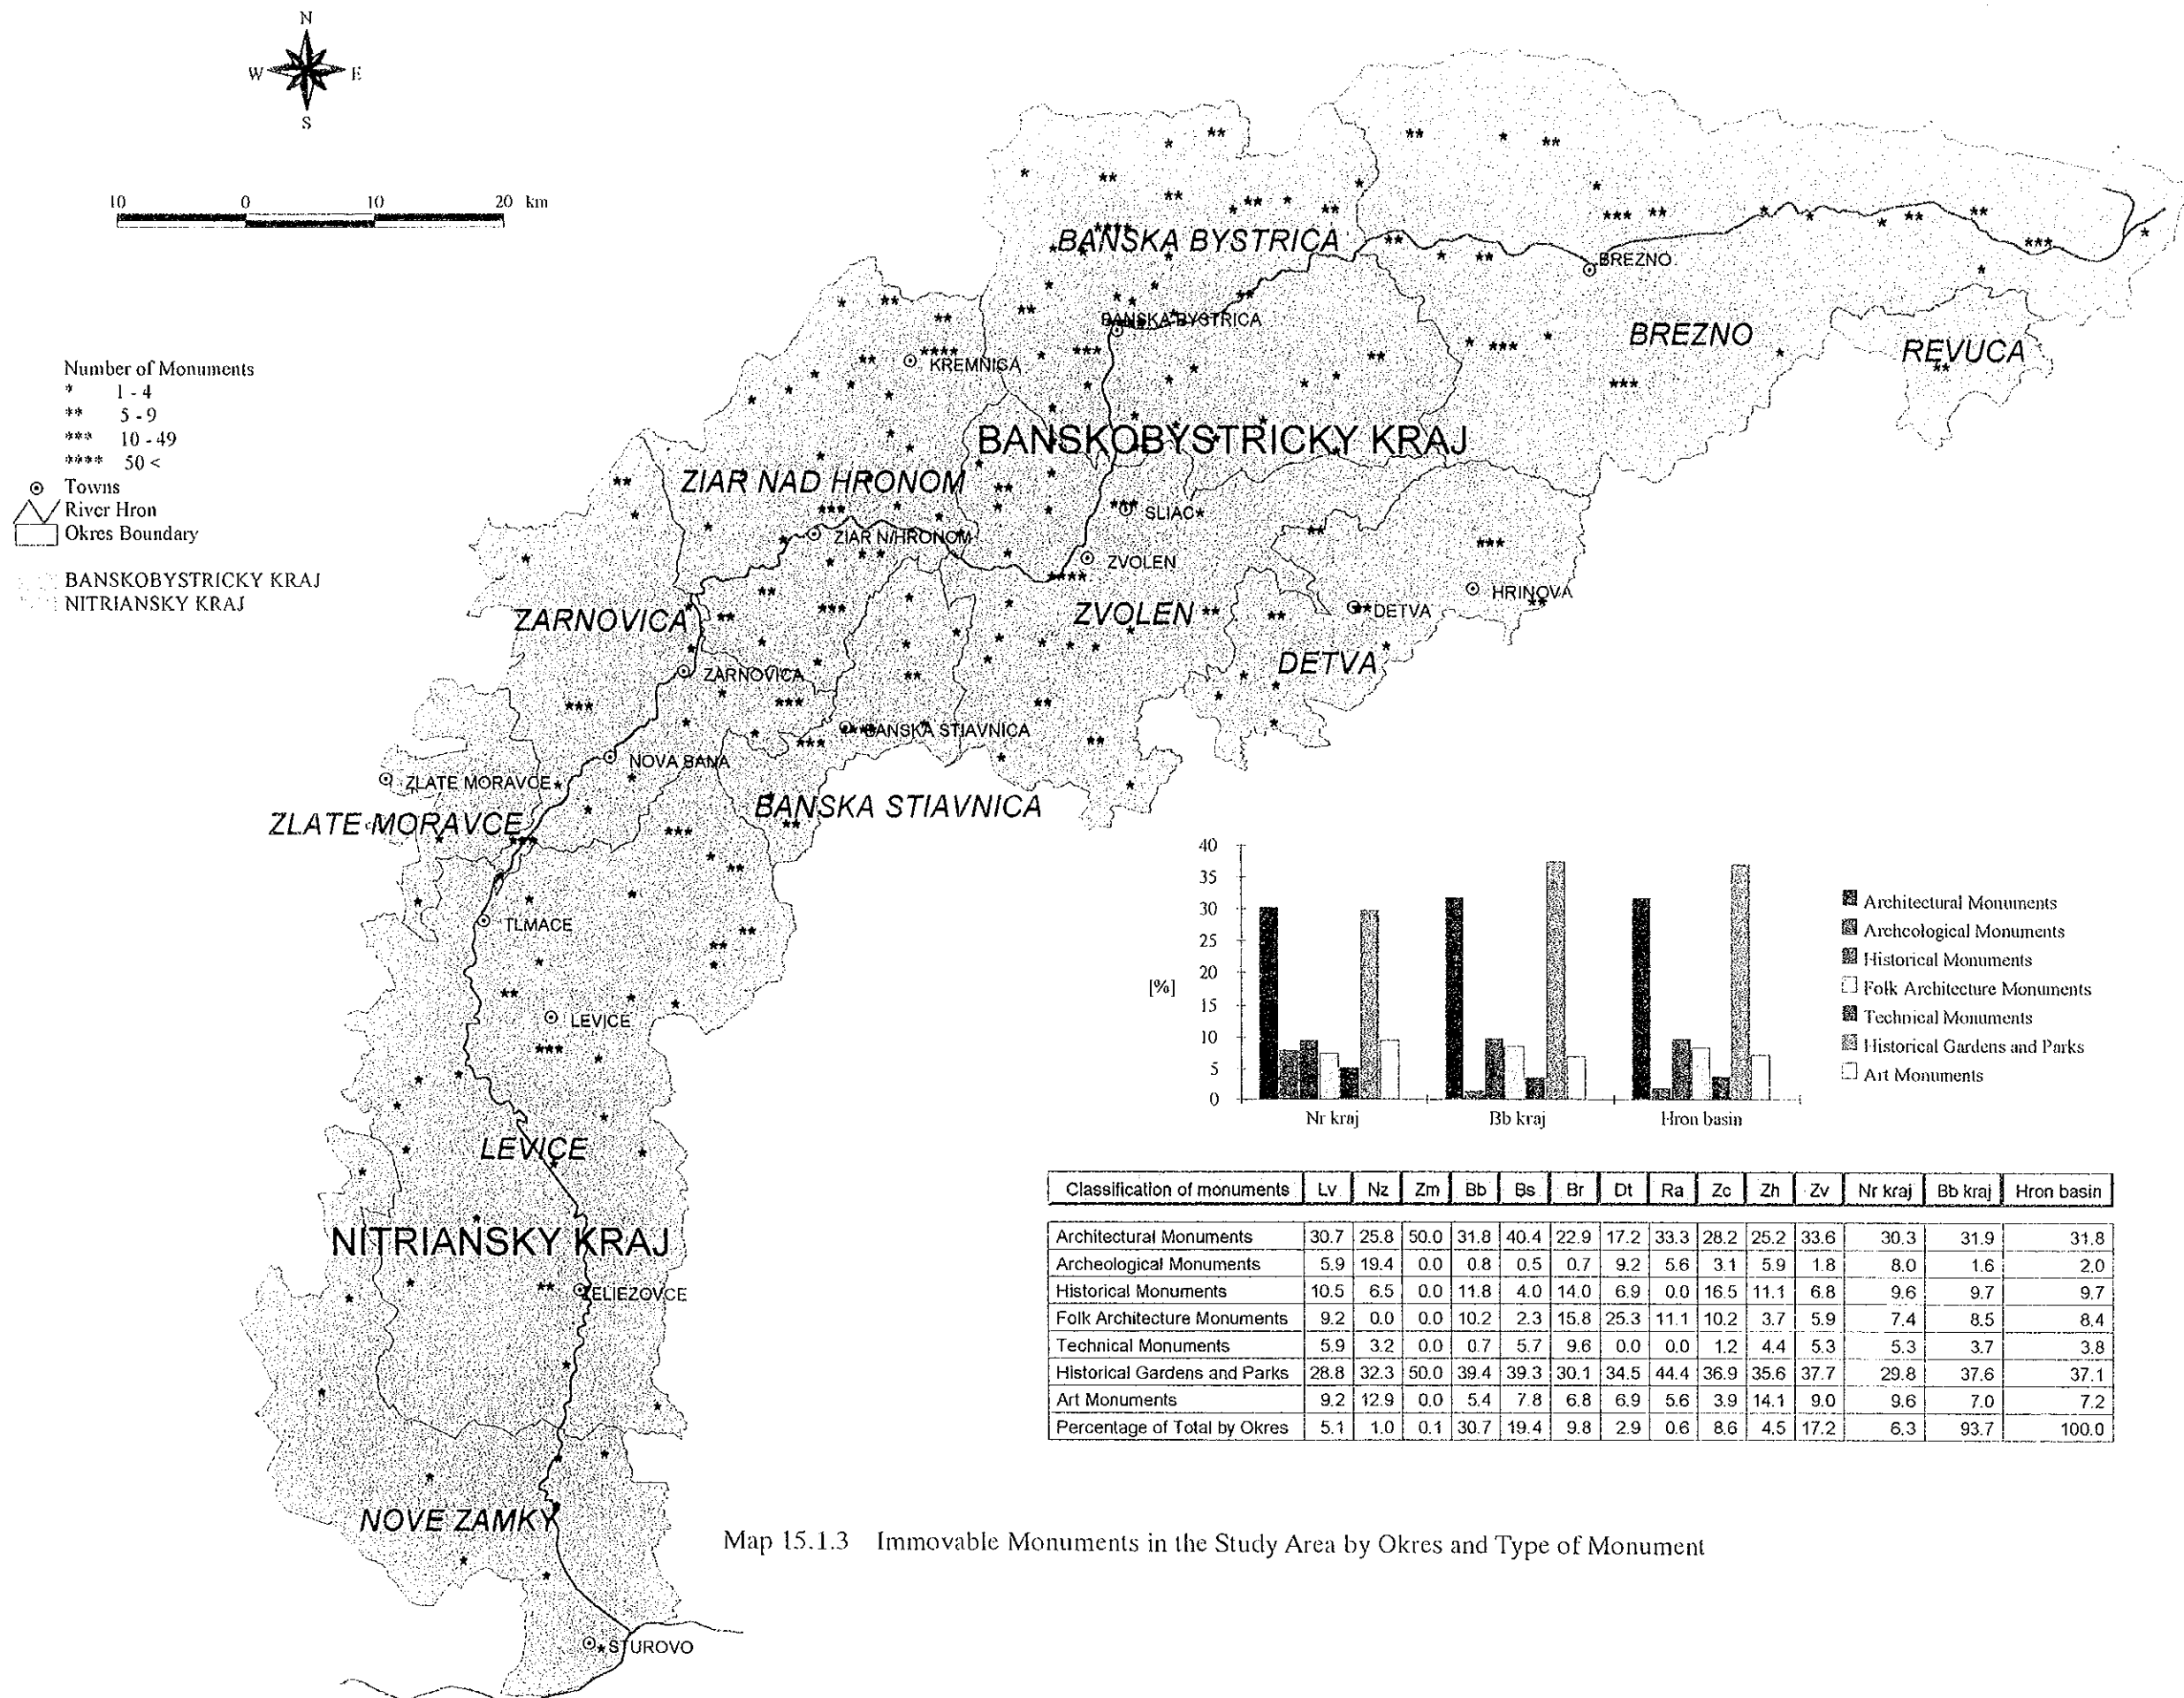 N
W E
S
10 0 10 20 km
Number of Monuments
* 1 - 4
** 5 - 9
*** 10 - 49
**** 50 <
Towns
River Hron
Okres Boundary
BANSKOBYSTRICKY KRAJ
NITRIANSKY KRAJ
BANSKA BYSTRICA
BREZNO
BANSKA BYSTRICA
BREZNO
REVUCA
KREMNICA
BANSKOBYSTRICKY KRAJ
ZIAR NAD HRONOM
SLIAC
ZIAR N/HRONOM
ZVOLEN
HRINOVA
ZARNOVICA
ZVOLEN
DETVA
DETVA
ZARNOVICA
BANSKA STIAVNICA
NOVA BANA
ZLATE MORAVCE
BANSKA STIAVNICA
ZLATE MORAVCE
TLMACE
LEVICE
LEVICE
NITRIANSKY KRAJ
ZELIEZOVCE
NOVE ZAMKY
STUROVO
40
35
30
25
20
15
10
5
0
[%]
Nr kraj Bb kraj Hron basin
Architectural Monuments
Archeological Monuments
Historical Monuments
Folk Architecture Monuments
Technical Monuments
Historical Gardens and Parks
Art Monuments
Classification of monuments Lv Nz Zm Bb Bs Br Dt Ra Zc Zh Zv Nr kraj Bb kraj Hron basin
Architectural Monuments 30.7 25.8 50.0 31.8 40.4 22.9 17.2 33.3 28.2 25.2 33.6 30.3 31.9 31.8
Archeological Monuments 5.9 19.4 0.0 0.8 0.5 0.7 9.2 5.6 3.1 5.9 1.8 8.0 1.6 2.0
Historical Monuments 10.5 6.5 0.0 11.8 4.0 14.0 6.9 0.0 16.5 11.1 6.8 9.6 9.7 9.7
Folk Architecture Monuments 9.2 0.0 0.0 10.2 2.3 15.8 25.3 11.1 10.2 3.7 5.9 7.4 8.5 8.4
Technical Monuments 5.9 3.2 0.0 0.7 5.7 9.6 0.0 0.0 1.2 4.4 5.3 5.3 3.7 3.8
Historical Gardens and Parks 28.8 32.3 50.0 39.4 39.3 30.1 34.5 44.4 36.9 35.6 37.7 29.8 37.6 37.1
Art Monuments 9.2 12.9 0.0 5.4 7.8 6.8 6.9 5.6 3.9 14.1 9.0 9.6 7.0 7.2
Percentage of Total by Okres 5.1 1.0 0.1 30.7 19.4 9.8 2.9 0.6 8.6 4.5 17.2 6.3 93.7 100.0
Map 15.1.3 Immovable Monuments in the Study Area by Okres and Type of Monument